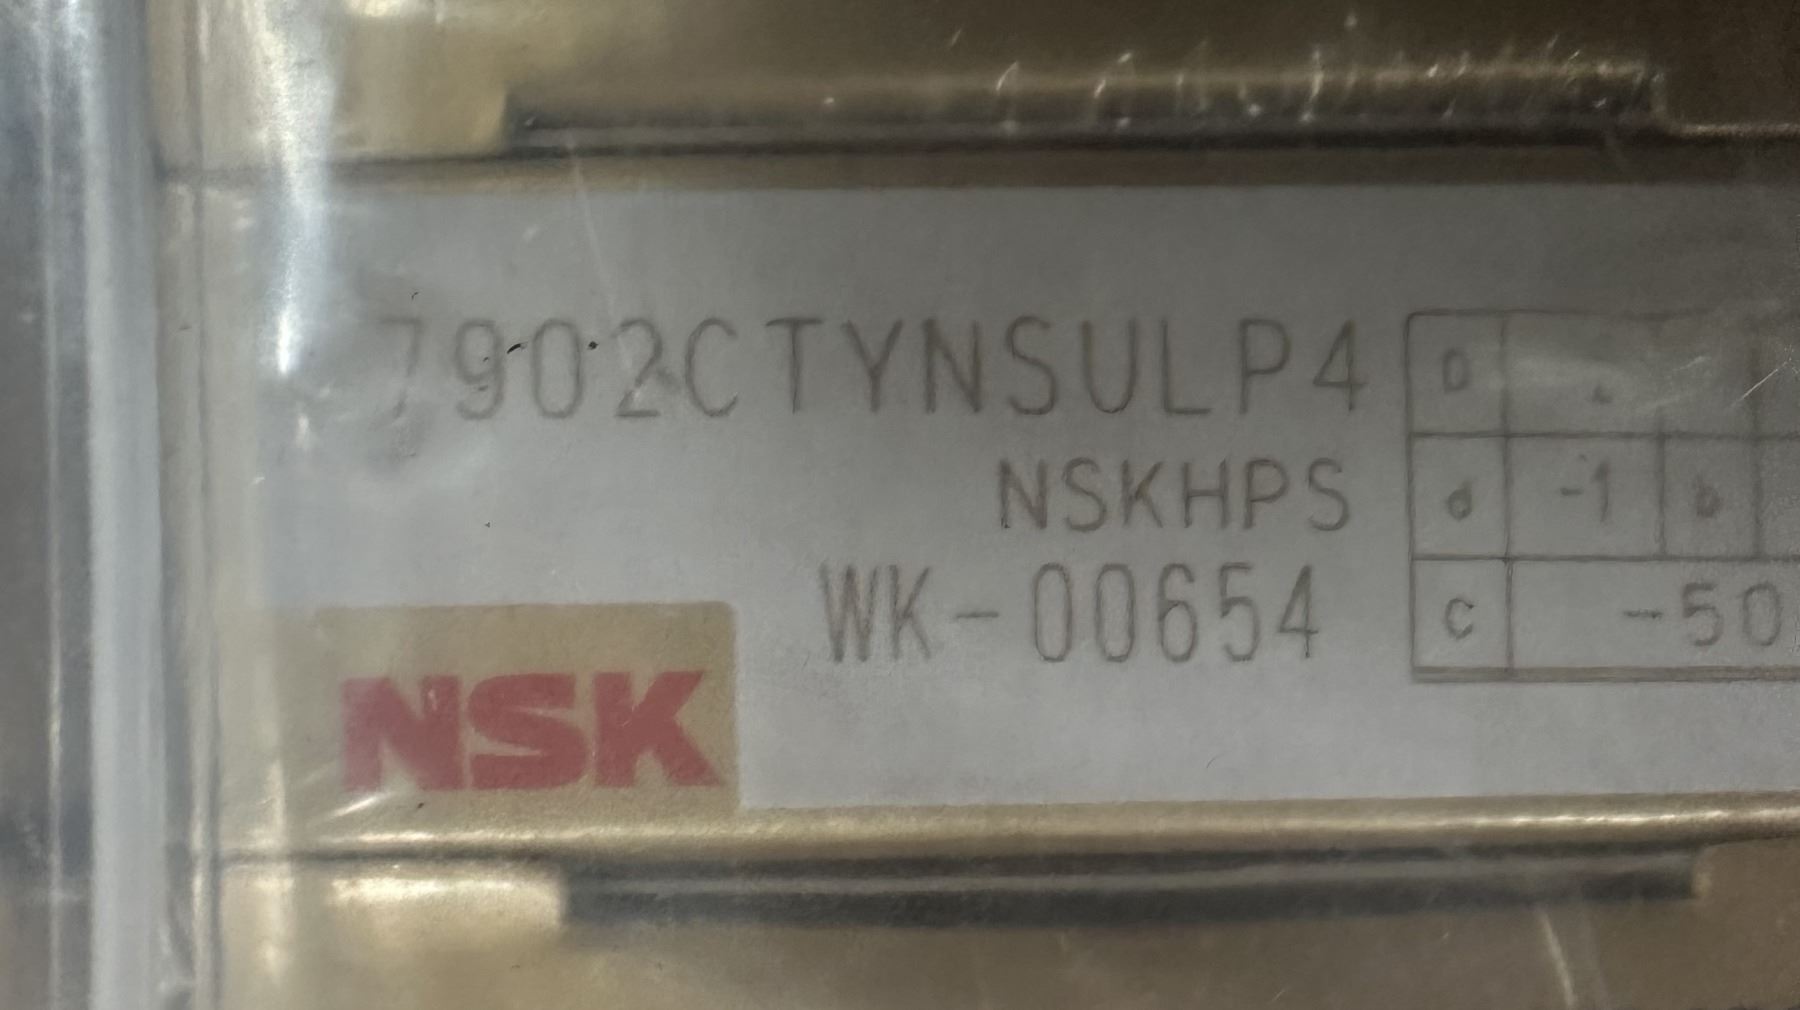 7902CTYNSULP4
NSKHPS
WK-00654
NSK
D
d -1 b
c -50